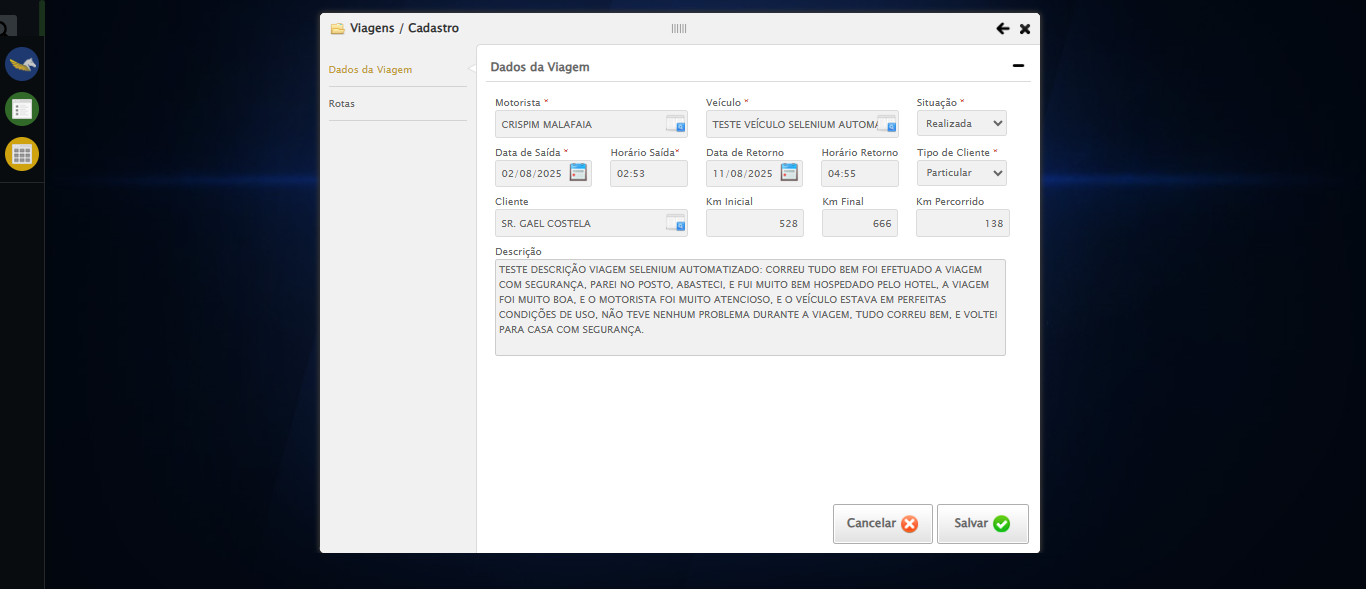 Viagens / Cadastro
Dados da Viagem
Rotas
Dados da Viagem
Motorista * Veículo * Situação *
CRISPIM MALAFAIA TESTE VEÍCULO SELENIUM AUTOMA Realizada
Data de Saída * Horário Saída* Data de Retorno Horário Retorno Tipo de Cliente *
02/08/2025 02:53 11/08/2025 04:55 Particular
Cliente Km Inicial Km Final Km Percorrido
SR. GAEL COSTELA 528 666 138
Descrição
TESTE DESCRIÇÃO VIAGEM SELENIUM AUTOMATIZADO: CORREU TUDO BEM FOI EFETUADO A VIAGEM
COM SEGURANÇA, PAREI NO POSTO, ABASTECI, E FUI MUITO BEM HOSPEDADO PELO HOTEL, A VIAGEM
FOI MUITO BOA, E O MOTORISTA FOI MUITO ATENCIOSO, E O VEÍCULO ESTAVA EM PERFEITAS
CONDIÇÕES DE USO, NÃO TEVE NENHUM PROBLEMA DURANTE A VIAGEM, TUDO CORREU BEM, E VOLTEI
PARA CASA COM SEGURANÇA.
Cancelar Salvar